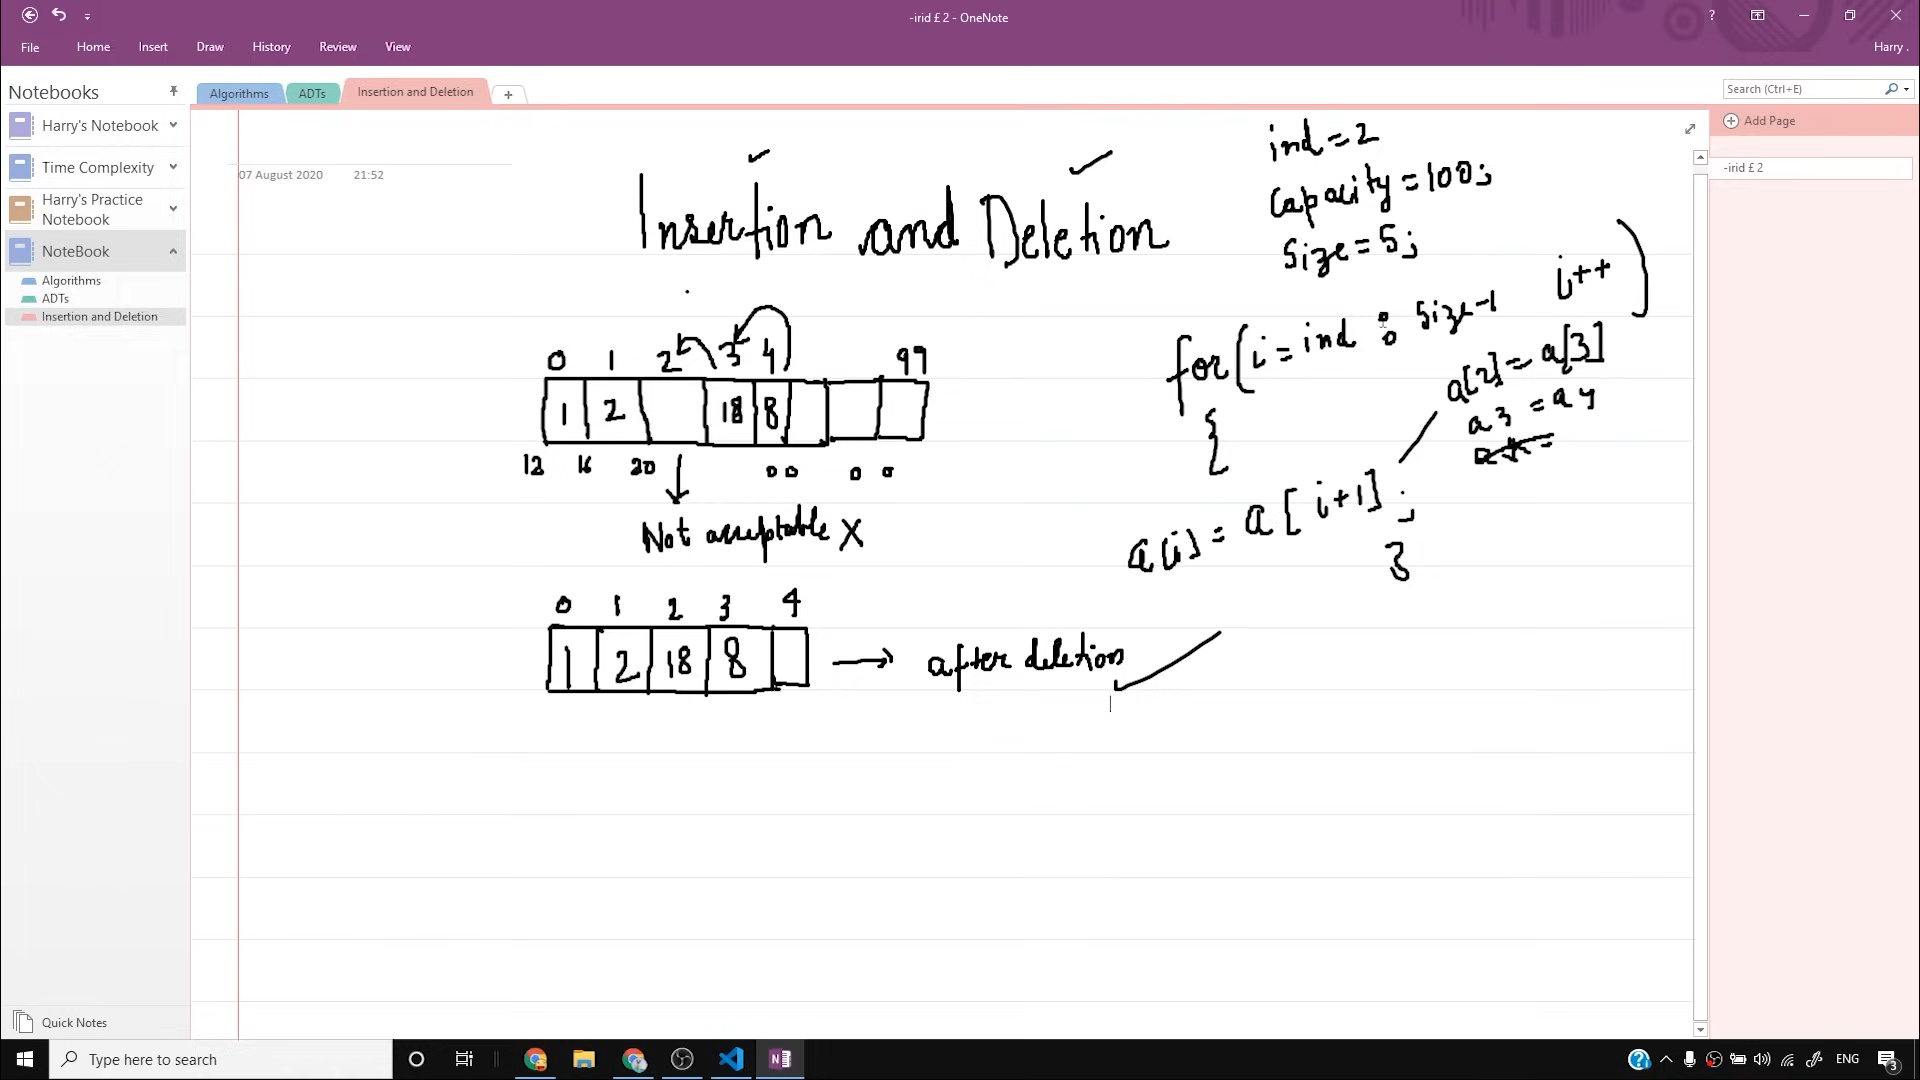 -irid £ 2 - OneNote
?
File Home Insert Draw History Review View
Harry .
Notebooks
Algorithms ADTs Insertion and Deletion +
Search (Ctrl+E)
Harry's Notebook
Time Complexity
Harry's Practice
Notebook
NoteBook
Algorithms
ADTs
Insertion and Deletion
Quick Notes
Add Page
-irid £ 2
07 August 2020 21:52
Insertion and Deletion
ind = 2
Capacity = 100;
Size = 5;
for(i = ind : size-1 i++)
{
a[2] = a[3]
a3 = a4
a[i] = a[i+1];
}
0 1 2 3 4 99
1 2 18 8
12 16 20
Not acceptable X
0 1 2 3 4
1 2 18 8 → after deletion
Type here to search
ENG
3